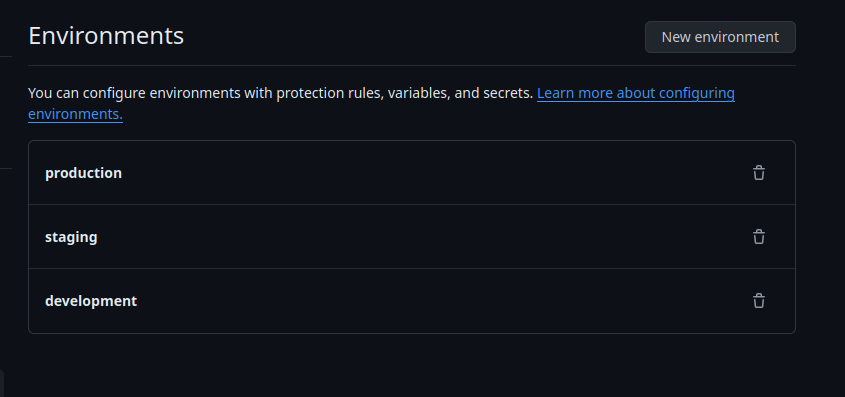 Environments
New environment
You can configure environments with protection rules, variables, and secrets. Learn more about configuring
environments.
production
staging
development